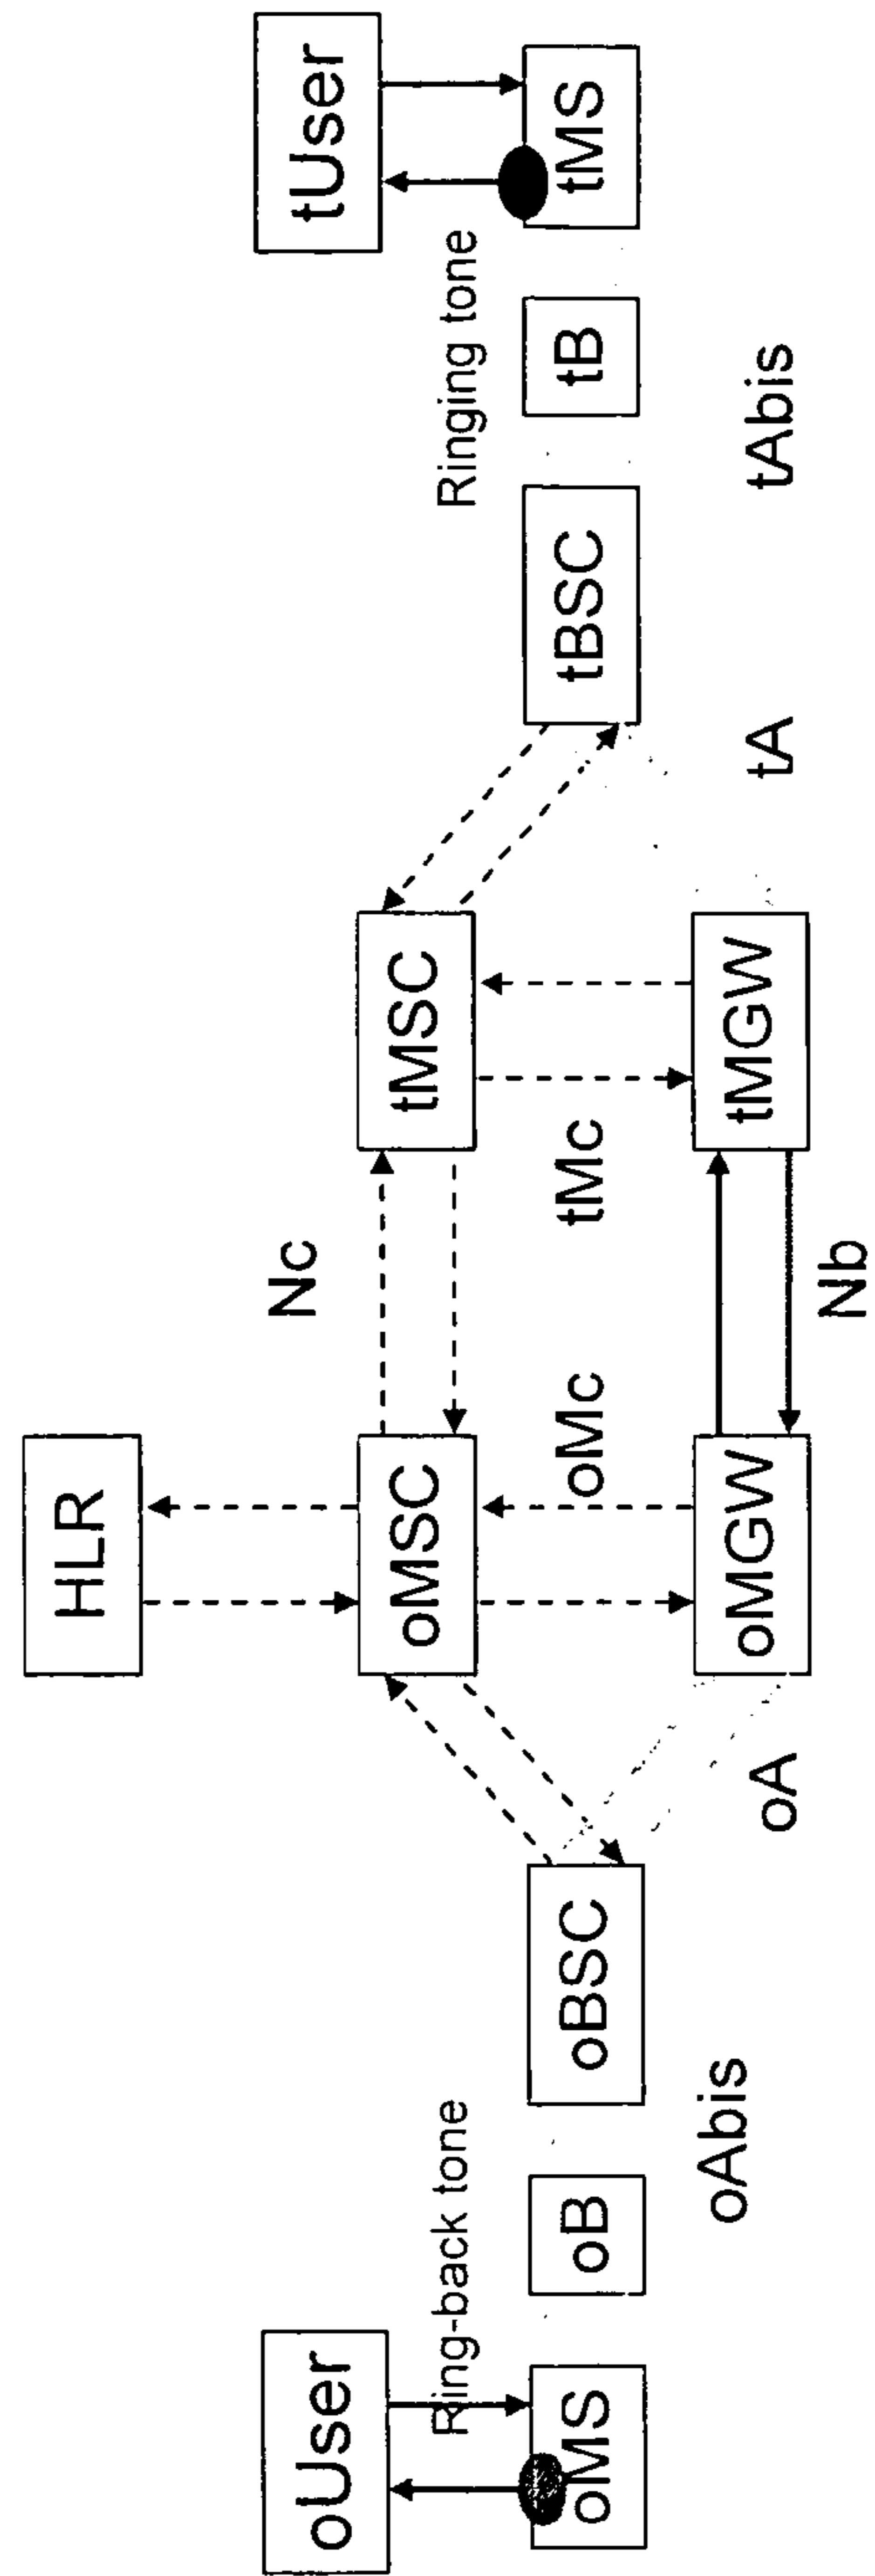 HLR
oUser
tUser
Nc
oMSC
tMSC
Ring-back tone
Ringing tone
oMS
oB
oBSC
oMc
tMc
tBSC
tB
tMS
oMGW
tMGW
oAbis
oA
tA
tAbis
Nb